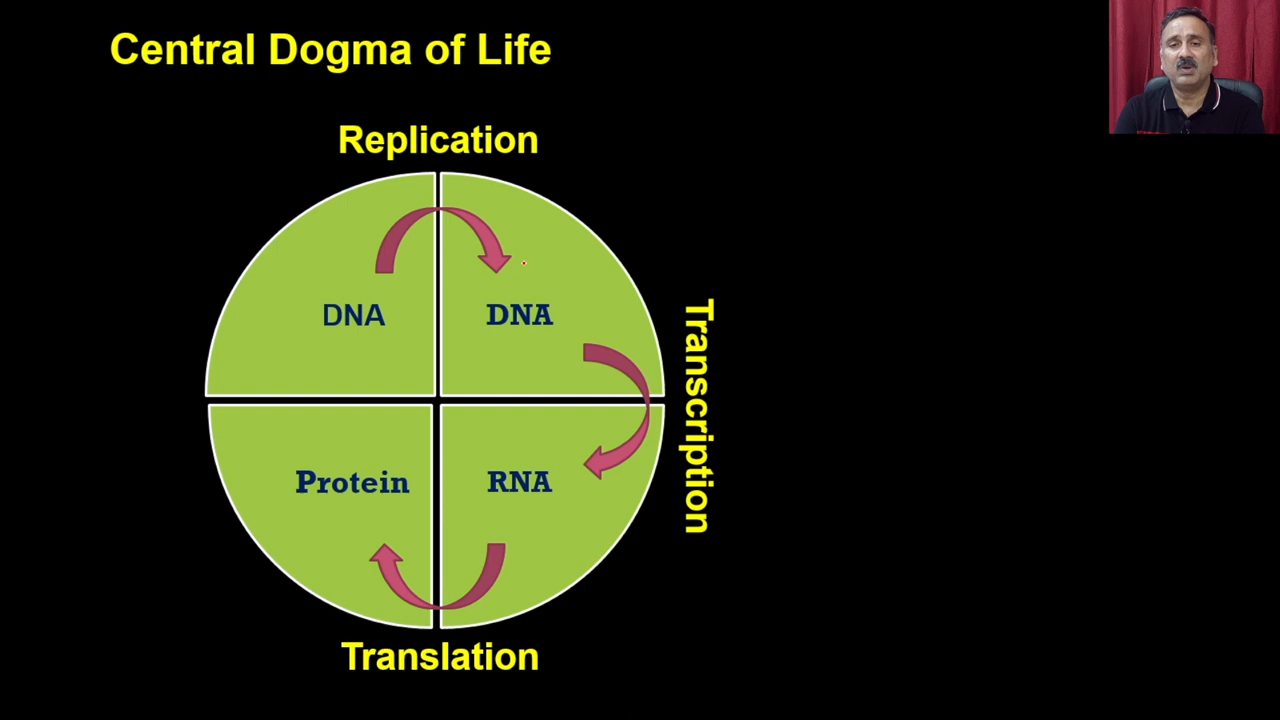 Central Dogma of Life
Replication
DNA
DNA
Transcription
Protein
RNA
Translation